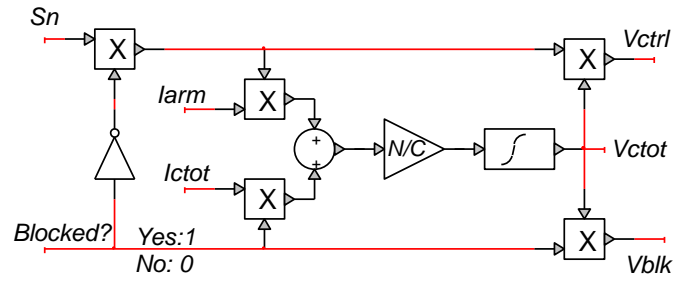 Sn
X
X
Vctrl
Iarm
X
+
+
N/C
∫
Vctot
Ictot
X
Blocked?
Yes:1
No: 0
X
Vblk